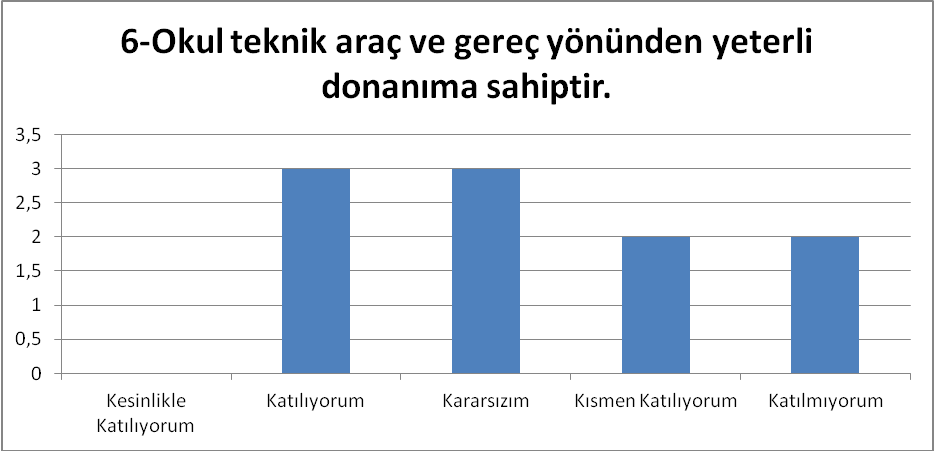 6-Okul teknik araç ve gereç yönünden yeterli
donanıma sahiptir.
3,5
3
2,5
2
1,5
1
0,5
0
Kesinlikle
Katılıyorum
Katılıyorum
Kararsızım
Kısmen Katılıyorum
Katılmıyorum